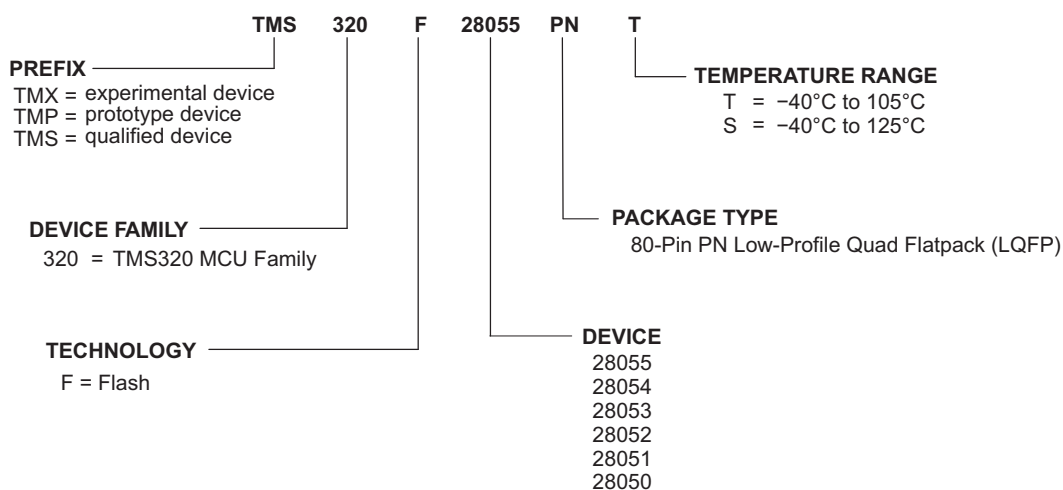 TMS 320 F 28055 PN T
PREFIX
TMX = experimental device
TMP = prototype device
TMS = qualified device
TEMPERATURE RANGE
T = −40°C to 105°C
S = −40°C to 125°C
DEVICE FAMILY
320 = TMS320 MCU Family
PACKAGE TYPE
80-Pin PN Low-Profile Quad Flatpack (LQFP)
TECHNOLOGY
F = Flash
DEVICE
28055
28054
28053
28052
28051
28050